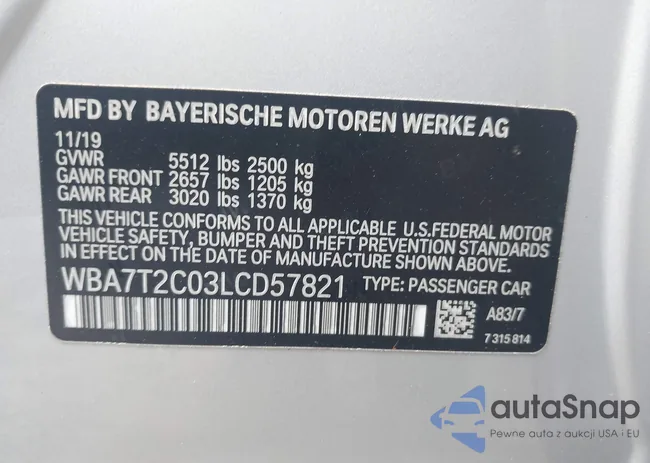 MFD BY BAYERISCHE MOTOREN WERKE AG
11/19
GVWR 5512 lbs 2500 kg
GAWR FRONT 2657 lbs 1205 kg
GAWR REAR 3020 lbs 1370 kg
THIS VEHICLE CONFORMS TO ALL APPLICABLE U.S.FEDERAL MOTOR
VEHICLE SAFETY, BUMPER AND THEFT PREVENTION STANDARDS
IN EFFECT ON THE DATE OF MANUFACTURE SHOWN ABOVE.
WBA7T2C03LCD57821 TYPE: PASSENGER CAR
A83/7
7 315 814
autaSnap
Pewne auta z aukcji USA i EU